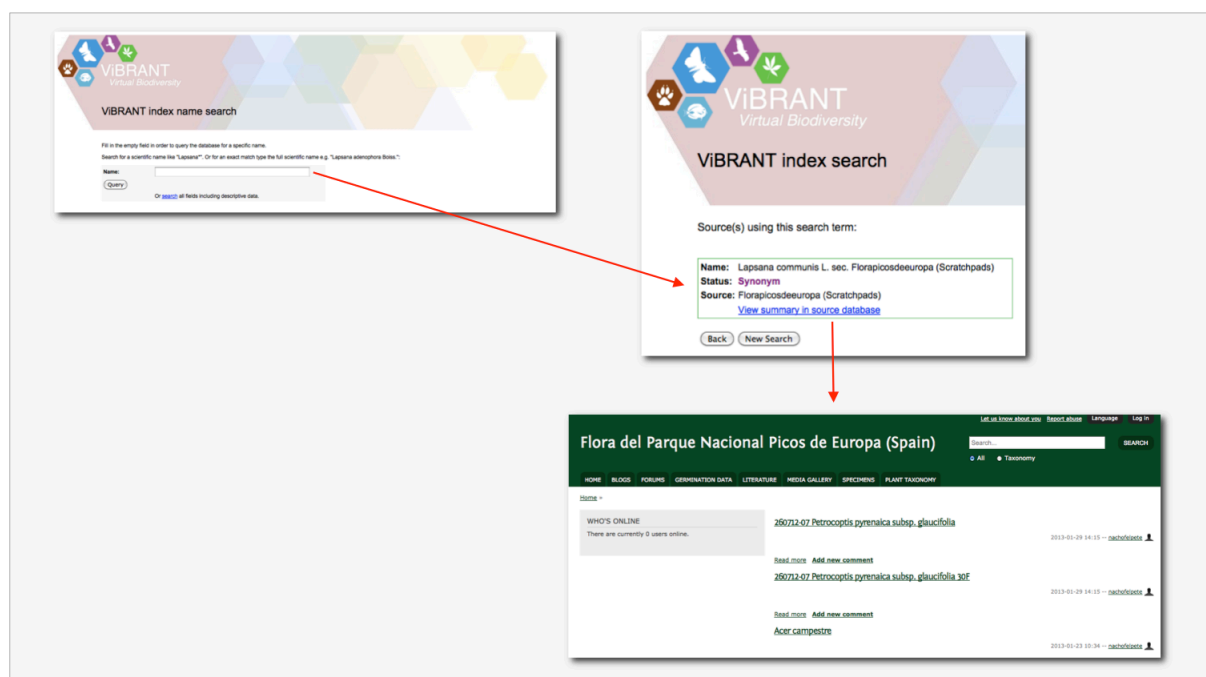 ViBRANT
Virtual Biodiversity
ViBRANT index name search
Fill in the empty field in order to query the database for a specific name.
Search for a scientific name like "Lapsana*". Or for an exact match type the full scientific name e.g. "Lapsana adenophora Boiss.":
Name:
Query
Or search all fields including descriptive data.
ViBRANT
Virtual Biodiversity
ViBRANT index search
Source(s) using this search term:
Name: Lapsana communis L. sec. Florapicosdeeuropa (Scratchpads)
Status: Synonym
Source: Florapicosdeeuropa (Scratchpads)
View summary in source database
Back New Search
Let us know about you Report abuse Language Log in
Flora del Parque Nacional Picos de Europa (Spain)
Search... SEARCH
All Taxonomy
HOME BLOGS FORUMS GERMINATION DATA LITERATURE MEDIA GALLERY SPECIMENS PLANT TAXONOMY
Home »
WHO'S ONLINE
There are currently 0 users online.
260712-07 Petrocoptis pyrenaica subsp. glaucifolia
2013-01-29 14:15 -- nachofelpete
Read more Add new comment
260712-07 Petrocoptis pyrenaica subsp. glaucifolia 30F
2013-01-29 14:15 -- nachofelpete
Read more Add new comment
Acer campestre
2013-01-23 10:34 -- nachofelpete